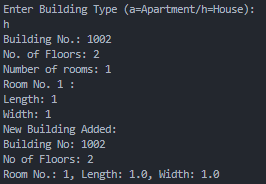 Enter Building Type (a=Apartment/h=House):
h
Building No.: 1002
No. of Floors: 2
Number of rooms: 1
Room No. 1 :
Length: 1
Width: 1
New Building Added:
Building No: 1002
No of Floors: 2
Room No.: 1, Length: 1.0, Width: 1.0